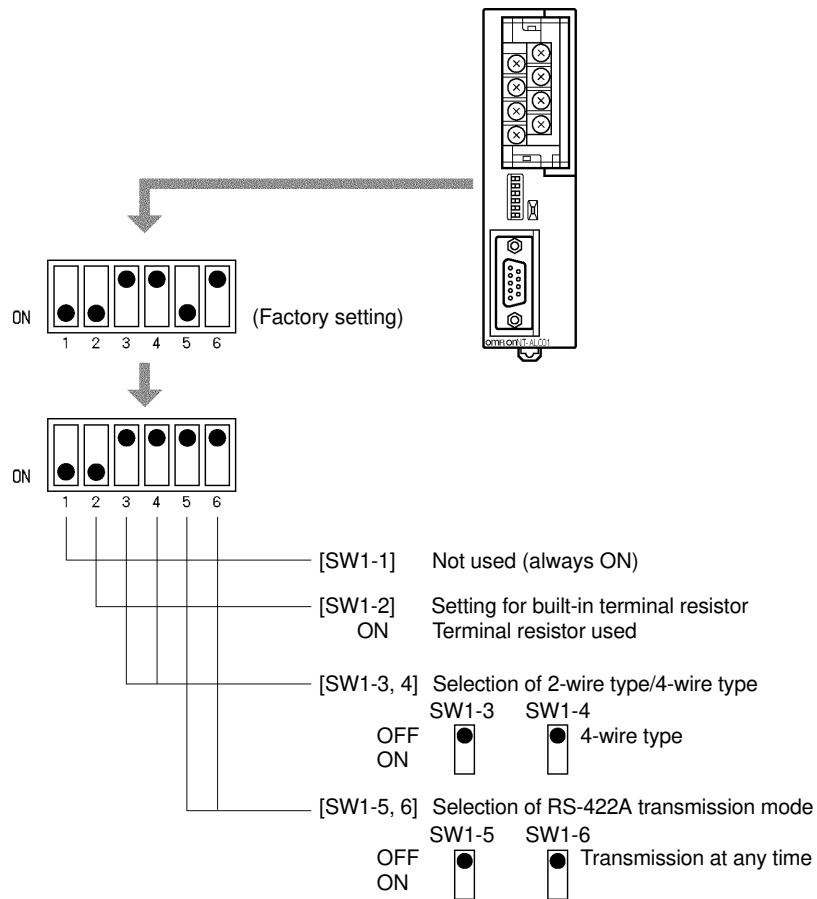 OMRON NT-AL001
ON
(Factory setting)
1 2 3 4 5 6
ON
1 2 3 4 5 6
[SW1-1] Not used (always ON)
[SW1-2] Setting for built-in terminal resistor
ON Terminal resistor used
[SW1-3, 4] Selection of 2-wire type/4-wire type
SW1-3 SW1-4
OFF 4-wire type
ON
[SW1-5, 6] Selection of RS-422A transmission mode
SW1-5 SW1-6
OFF Transmission at any time
ON